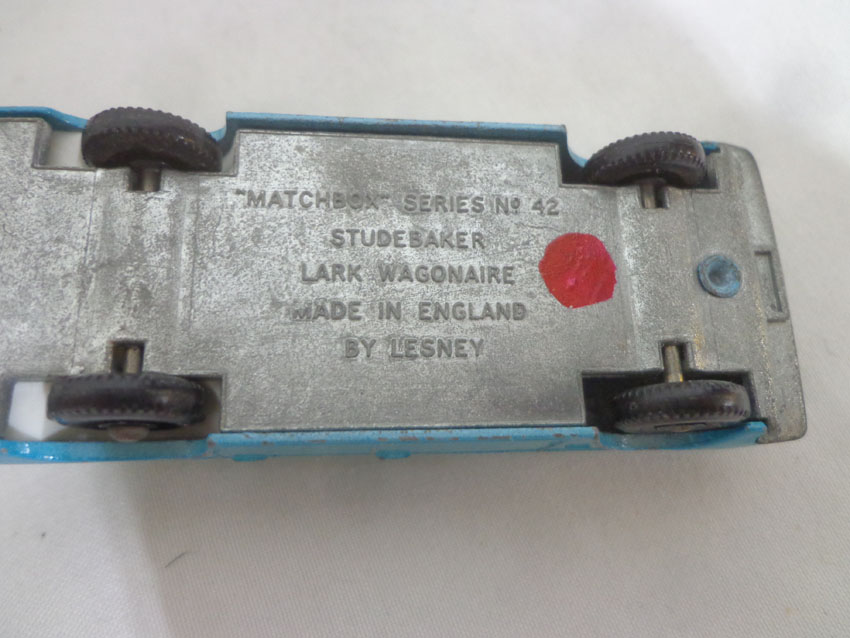 "MATCHBOX" SERIES Nº 42
STUDEBAKER
LARK WAGONAIRE
MADE IN ENGLAND
BY LESNEY